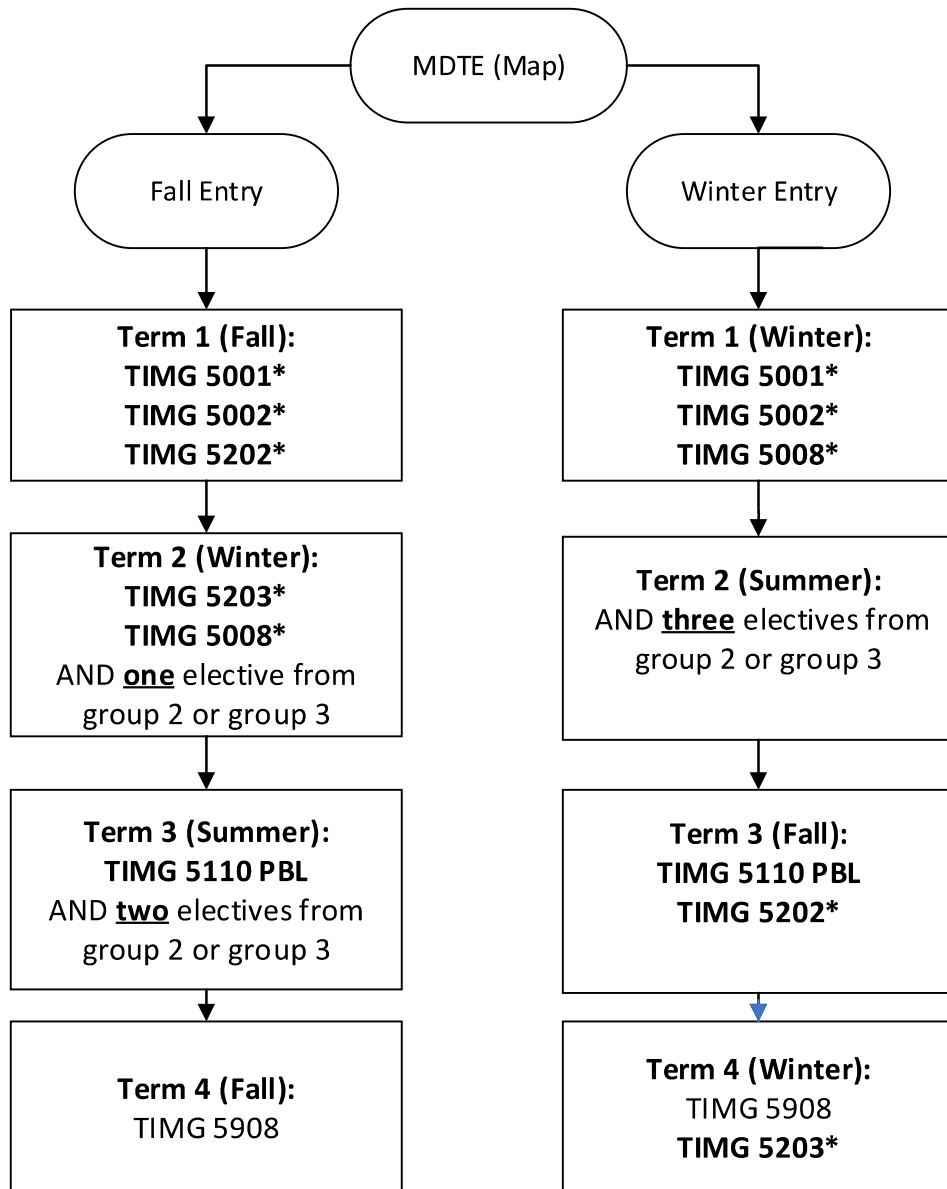 MDTE (Map)
Fall Entry
Winter Entry
Term 1 (Fall):
TIMG 5001*
TIMG 5002*
TIMG 5202*
Term 1 (Winter):
TIMG 5001*
TIMG 5002*
TIMG 5008*
Term 2 (Winter):
TIMG 5203*
TIMG 5008*
AND one elective from
group 2 or group 3
Term 2 (Summer):
AND three electives from
group 2 or group 3
Term 3 (Summer):
TIMG 5110 PBL
AND two electives from
group 2 or group 3
Term 3 (Fall):
TIMG 5110 PBL
TIMG 5202*
Term 4 (Fall):
TIMG 5908
Term 4 (Winter):
TIMG 5908
TIMG 5203*